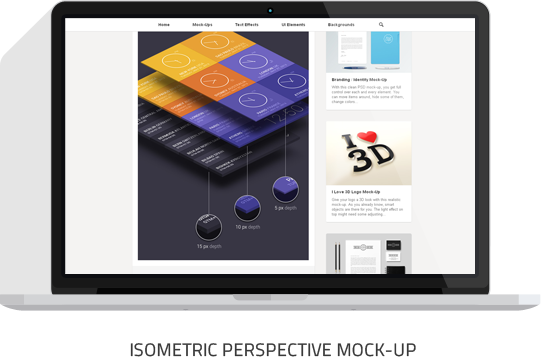 Home Mock-Ups Text Effects UI Elements Backgrounds
15 px depth
10 px depth
5 px depth
Branding - Identity Mock-Up
With this clean PSD mock-up, you get full
control over each and every element. You
can move items around, hide some of them,
change colors...
I 3D
I Love 3D Logo Mock-Up
Give your logo a 3D look with this realistic
mock-up. As you already know, smart
objects are there for you. The light effect on
top might need some adjusting...
ISOMETRIC PERSPECTIVE MOCK-UP